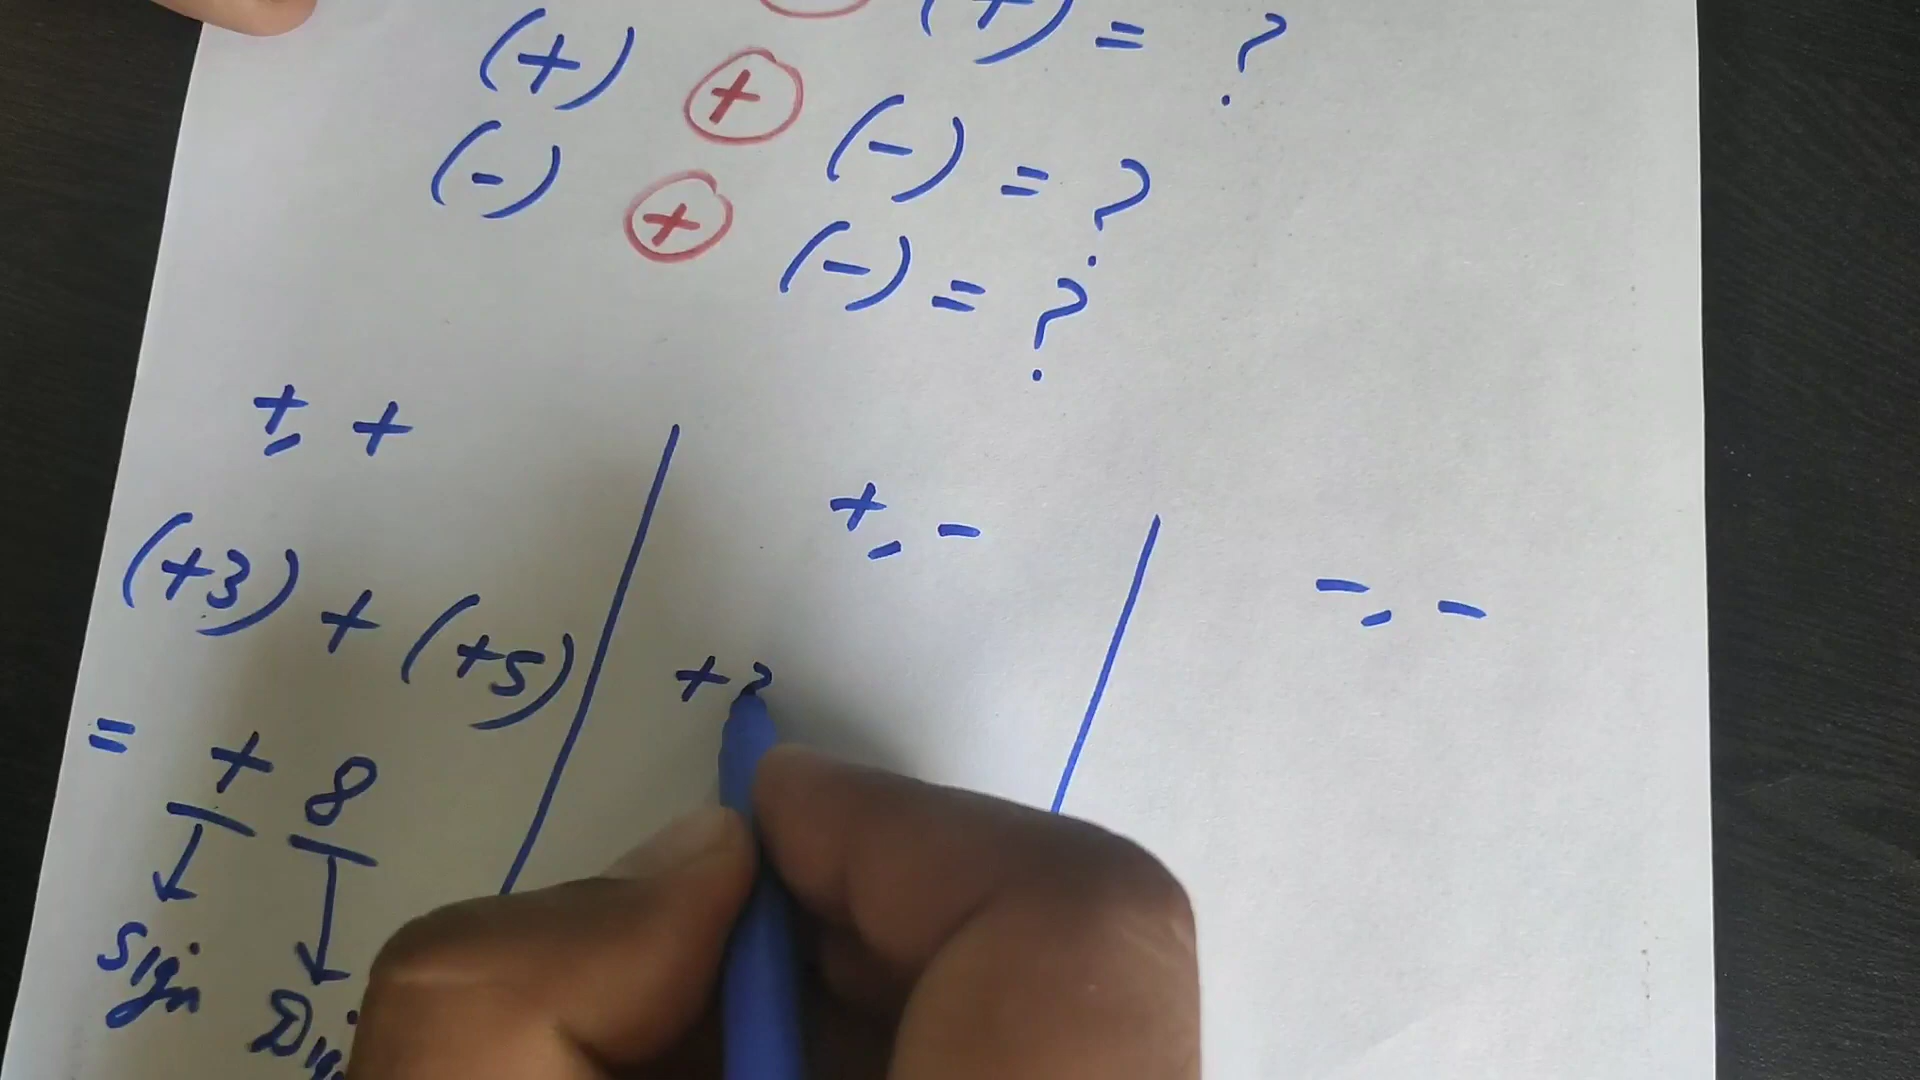 (+) = ?
(+) + (-) = ?
(-) + (-) = ?
+, +
+, -
-, -
(+3) + (+5)
= + 8
Sign
+